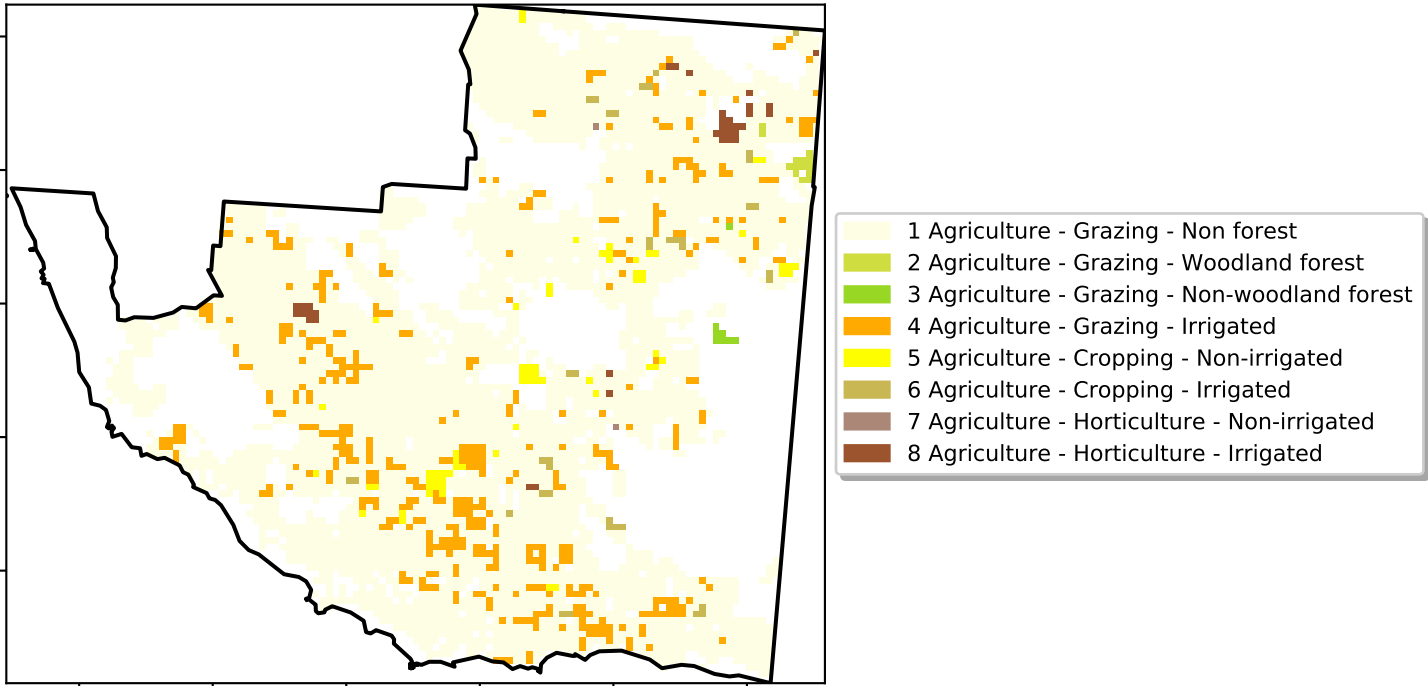 1 Agriculture - Grazing - Non forest
2 Agriculture - Grazing - Woodland forest
3 Agriculture - Grazing - Non-woodland forest
4 Agriculture - Grazing - Irrigated
5 Agriculture - Cropping - Non-irrigated
6 Agriculture - Cropping - Irrigated
7 Agriculture - Horticulture - Non-irrigated
8 Agriculture - Horticulture - Irrigated